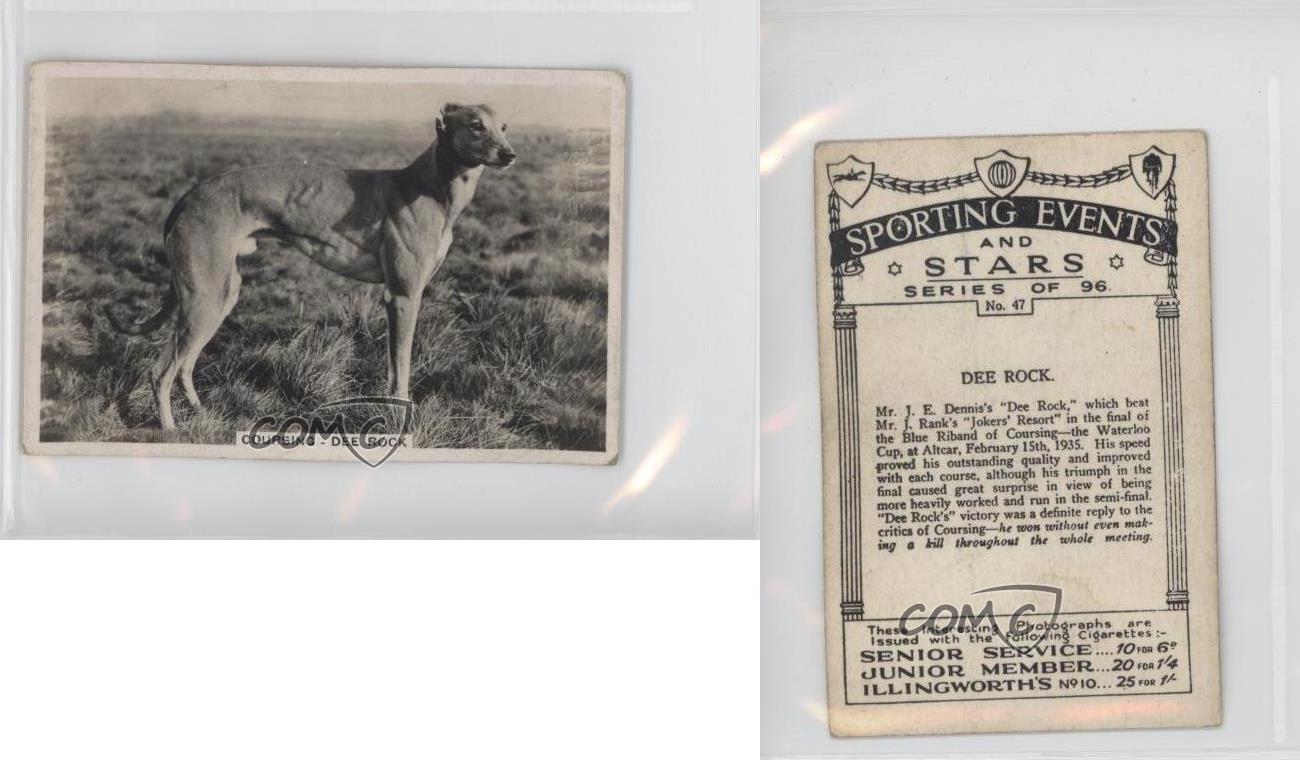 COURSING - DEE ROCK
COMC
SPORTING EVENTS
AND
STARS
SERIES OF 96.
No. 47
DEE ROCK.
Mr. J. E. Dennis's "Dee Rock," which beat
Mr. J. Rank's "Jokers' Resort" in the final of
the Blue Riband of Coursing—the Waterloo
Cup, at Altcar, February 15th, 1935. His speed
proved his outstanding quality and improved
with each course, although his triumph in the
final caused great surprise in view of being
more heavily worked and run in the semi-final.
"Dee Rock's" victory was a definite reply to the
critics of Coursing—he won without even mak-
ing a kill throughout the whole meeting.
COMC
These Interesting Photographs are
Issued with the following Cigarettes:-
SENIOR SERVICE....10 FOR 6D
JUNIOR MEMBER...20 FOR 1/4
ILLINGWORTH'S No 10...25 FOR 1/-